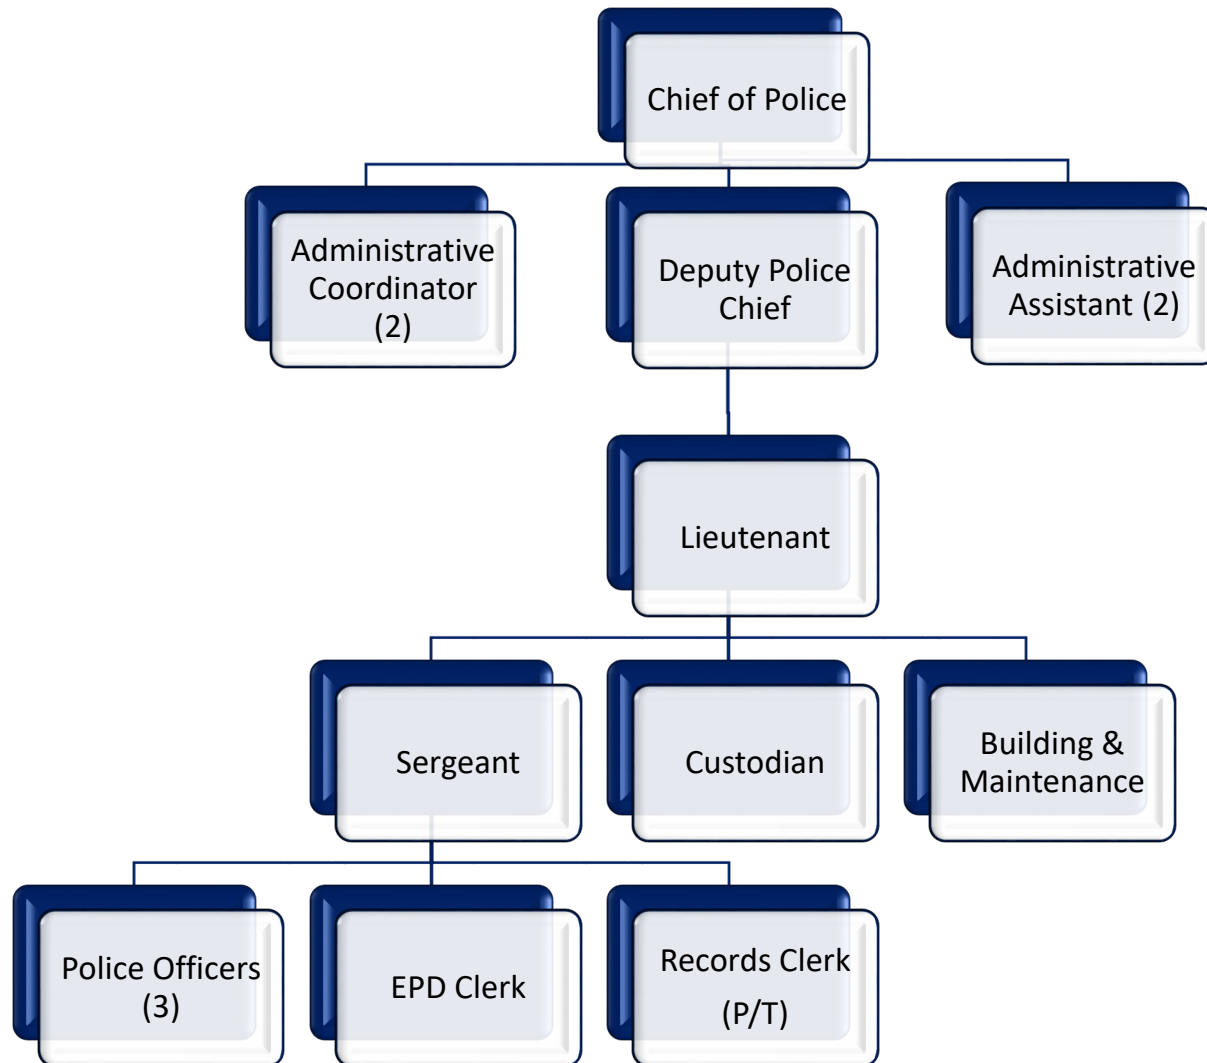 Chief of Police
Administrative
Coordinator
(2)
Deputy Police
Chief
Administrative
Assistant (2)
Lieutenant
Sergeant
Custodian
Building &
Maintenance
Police Officers
(3)
EPD Clerk
Records Clerk
(P/T)